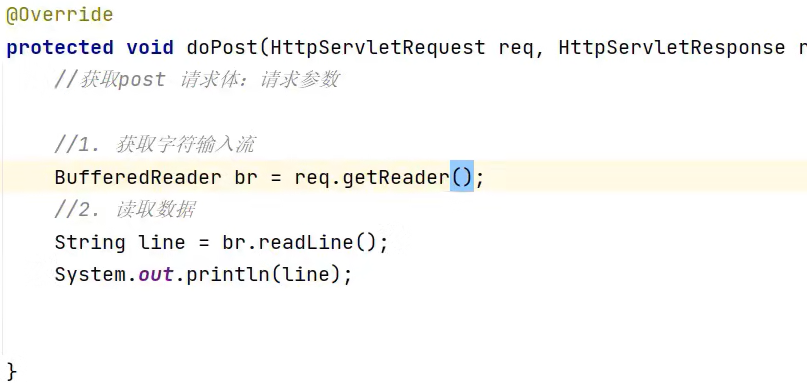 @Override
protected void doPost(HttpServletRequest req, HttpServletResponse r
//获取post 请求体：请求参数
//1. 获取字符输入流
BufferedReader br = req.getReader();
//2. 读取数据
String line = br.readLine();
System.out.println(line);
}